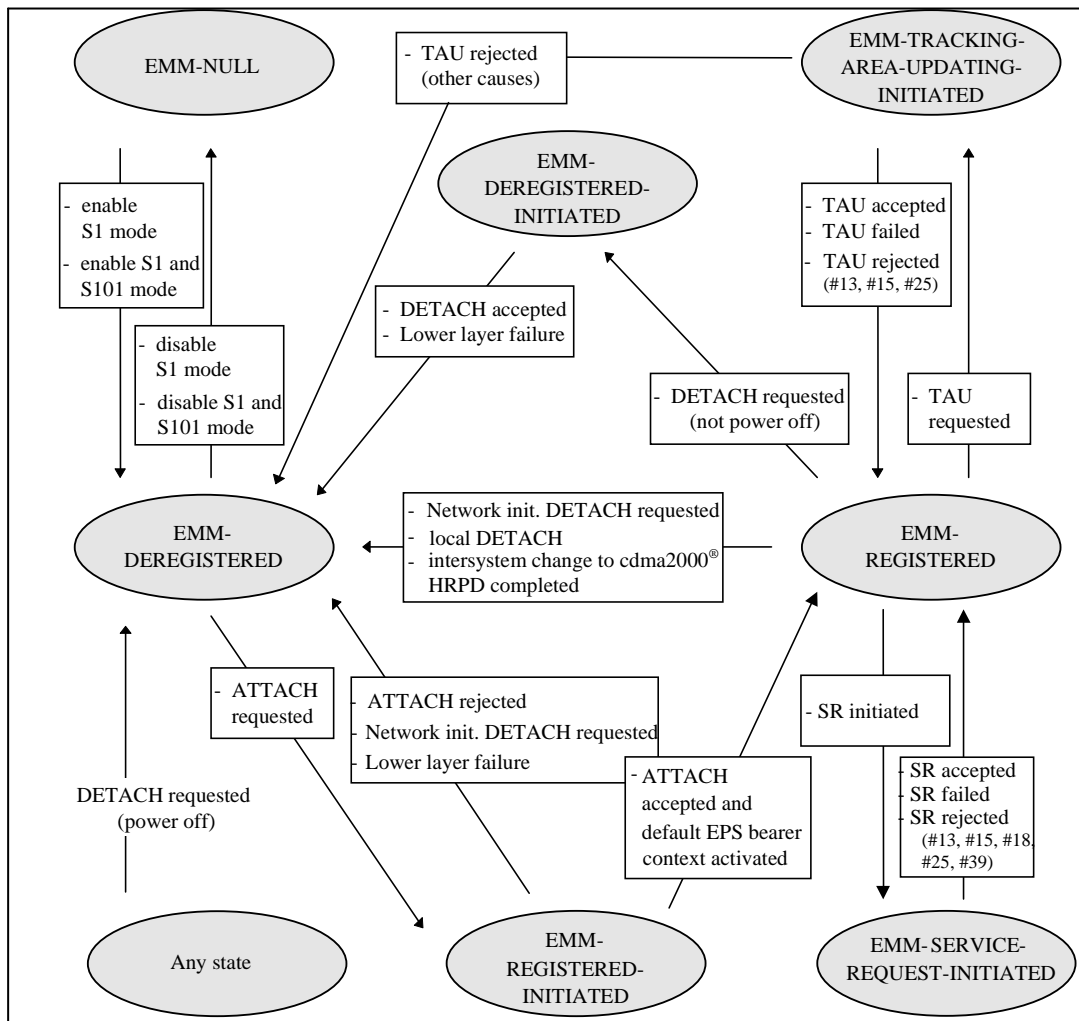 EMM-NULL
- TAU rejected
(other causes)
EMM-TRACKING-
AREA-UPDATING-
INITIATED
EMM-
DEREGISTERED-
INITIATED
- enable
S1 mode
- enable S1 and
S101 mode
- TAU accepted
- TAU failed
- TAU rejected
(#13, #15, #25)
- DETACH accepted
- Lower layer failure
- disable
S1 mode
- disable S1 and
S101 mode
- DETACH requested
(not power off)
- TAU
requested
EMM-
DEREGISTERED
- Network init. DETACH requested
- local DETACH
- intersystem change to cdma2000®
HRPD completed
EMM-
REGISTERED
- ATTACH
requested
- ATTACH rejected
- Network init. DETACH requested
- Lower layer failure
- SR initiated
DETACH requested
(power off)
- ATTACH
accepted and
default EPS bearer
context activated
- SR accepted
- SR failed
- SR rejected
(#13, #15, #18,
#25, #39)
Any state
EMM-
REGISTERED-
INITIATED
EMM-SERVICE-
REQUEST-INITIATED